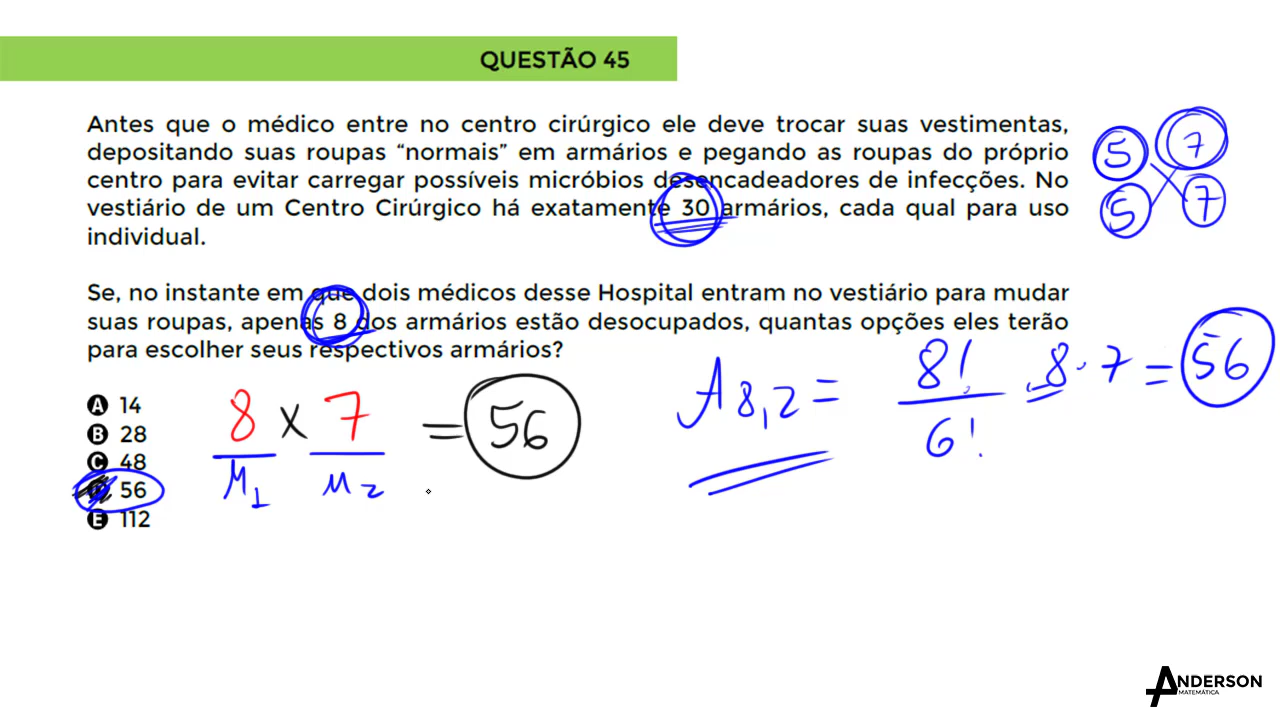 QUESTÃO 45
Antes que o médico entre no centro cirúrgico ele deve trocar suas vestimentas,
depositando suas roupas “normais” em armários e pegando as roupas do próprio
centro para evitar carregar possíveis micróbios desencadeadores de infecções. No
vestiário de um Centro Cirúrgico há exatamente 30 armários, cada qual para uso
individual.
5 7
5 7
Se, no instante em que dois médicos desse Hospital entram no vestiário para mudar
suas roupas, apenas 8 dos armários estão desocupados, quantas opções eles terão
para escolher seus respectivos armários?
A 14
B 28
C 48
56
E 112
8 x 7 = 56
M1 M2
A 8,2 = 8! / 6! 8 · 7 = 56
ANDERSON
MATEMÁTICA